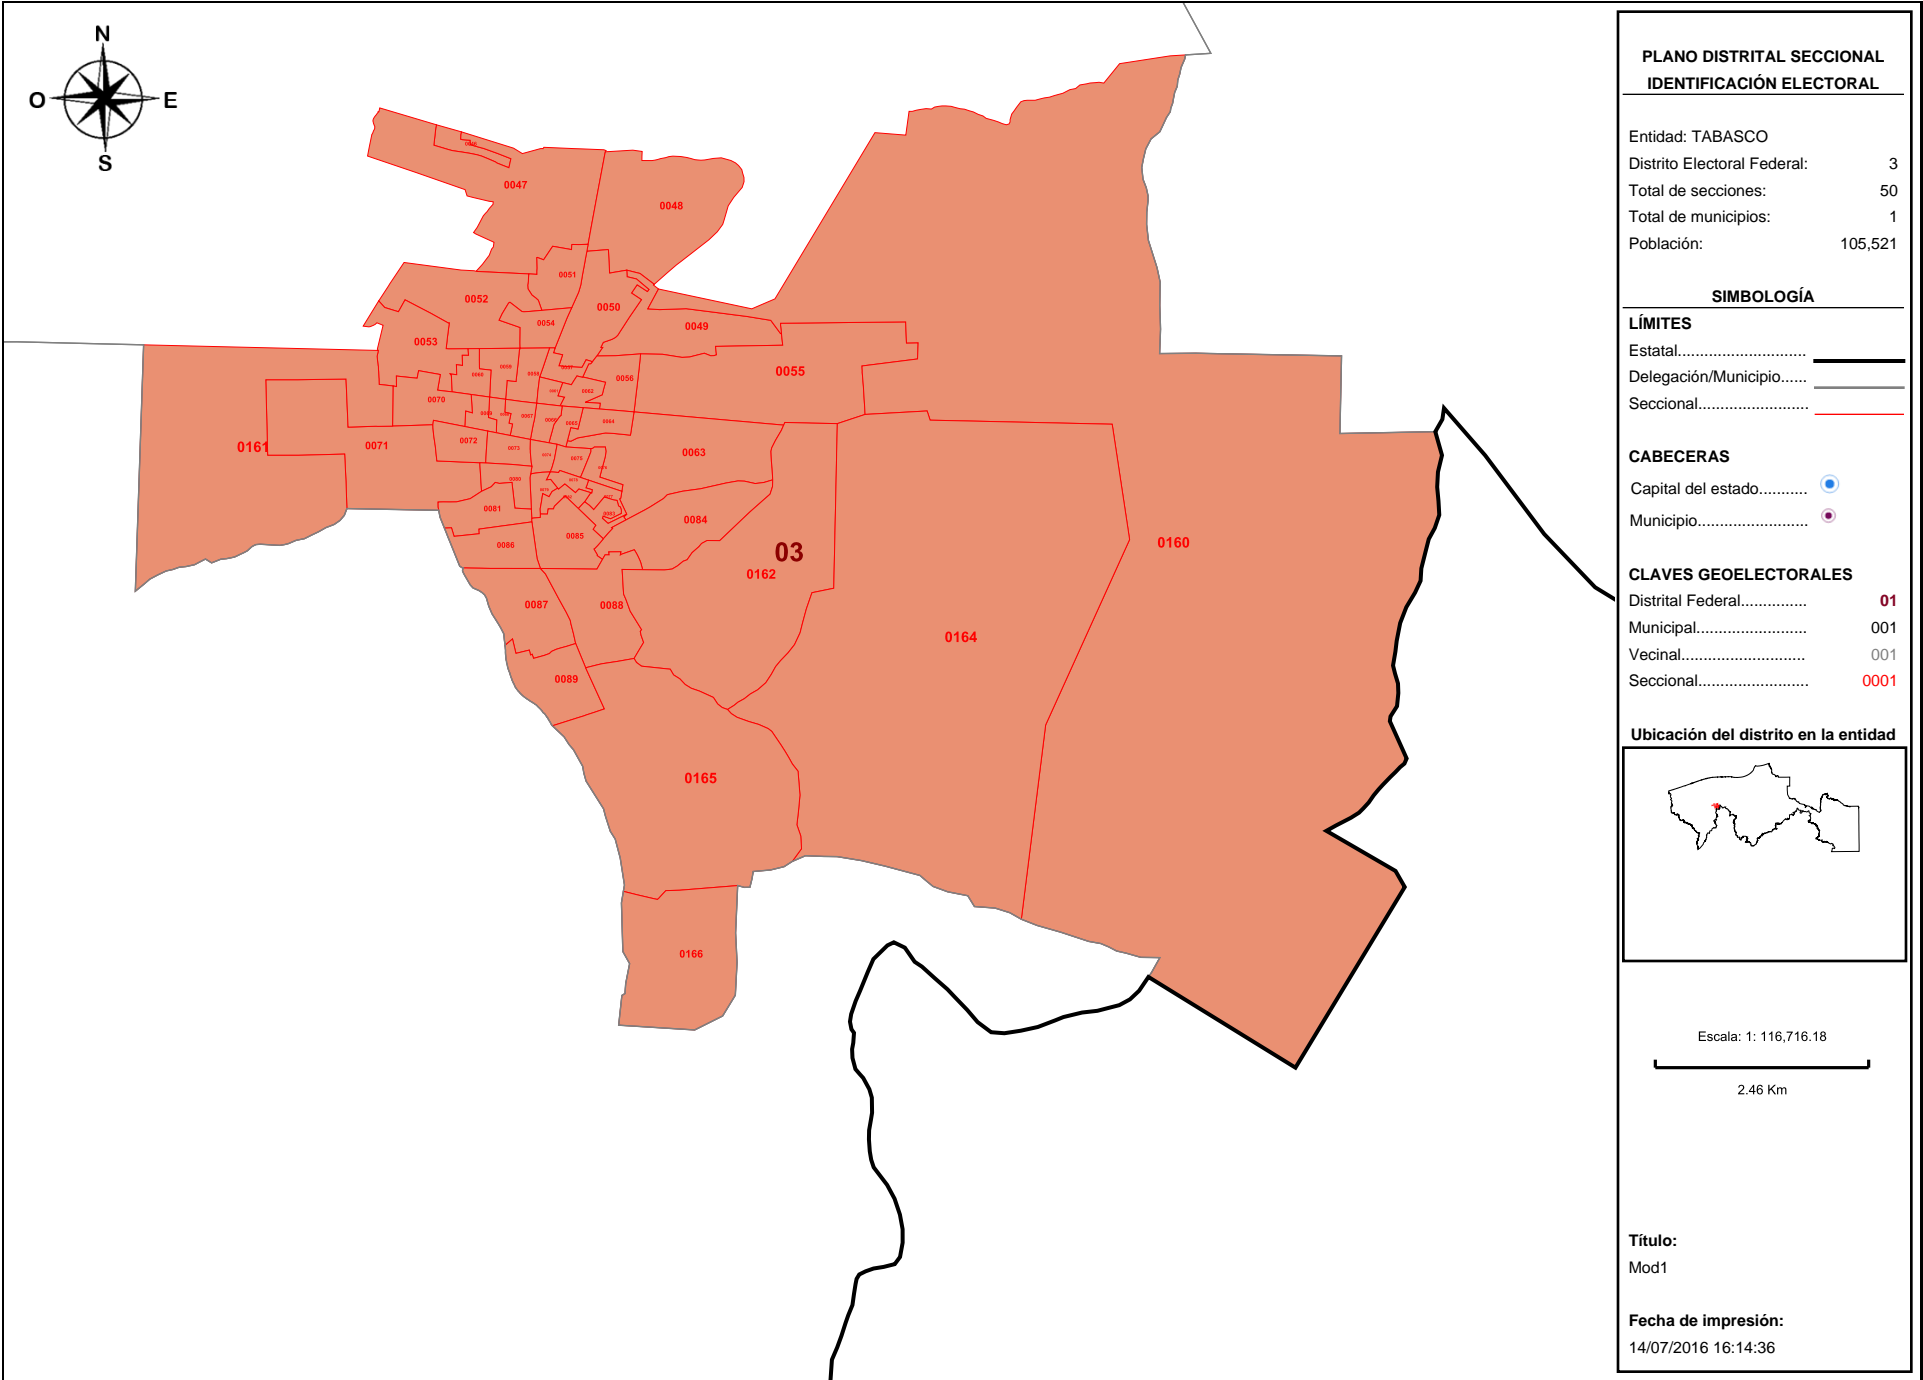 N
O E
S
0047
0048
0051
0052
0050
0054
0049
0053
0055
0056
0070
0062
0064
0161
0071
0072
0073
0063
0075
0080
0081
0084
0085
0086
03
0162
0160
0087
0088
0164
0089
0165
0166
PLANO DISTRITAL SECCIONAL
IDENTIFICACIÓN ELECTORAL
Entidad: TABASCO
Distrito Electoral Federal: 3
Total de secciones: 50
Total de municipios: 1
Población: 105,521
SIMBOLOGÍA
LÍMITES
Estatal.............................
Delegación/Municipio......
Seccional.........................
CABECERAS
Capital del estado...........
Municipio.........................
CLAVES GEOELECTORALES
Distrital Federal............... 01
Municipal......................... 001
Vecinal............................ 001
Seccional......................... 0001
Ubicación del distrito en la entidad
Escala: 1: 116,716.18
2.46 Km
Título:
Mod1
Fecha de impresión:
14/07/2016 16:14:36